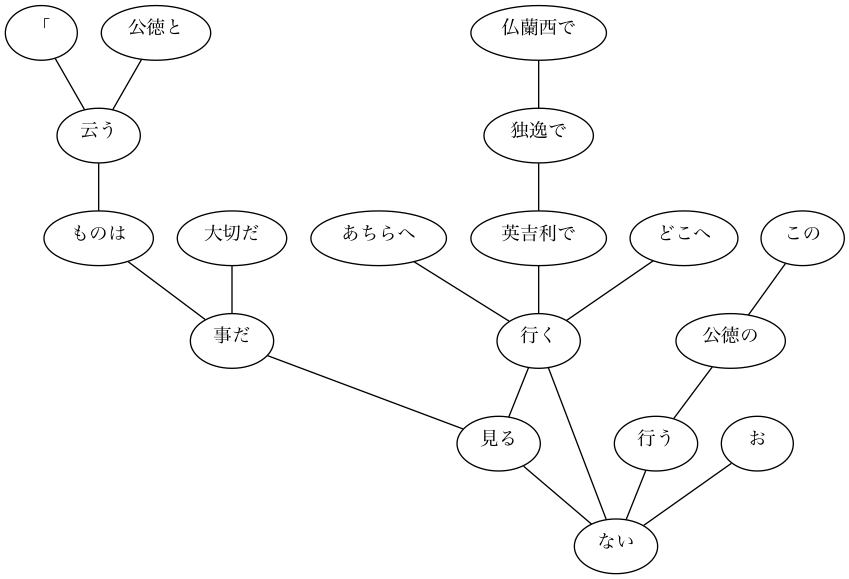 「
公徳と
仏蘭西で
云う
独逸で
ものは
大切だ
あちらへ
英吉利で
どこへ
この
事だ
行く
公徳の
見る
行う
お
ない